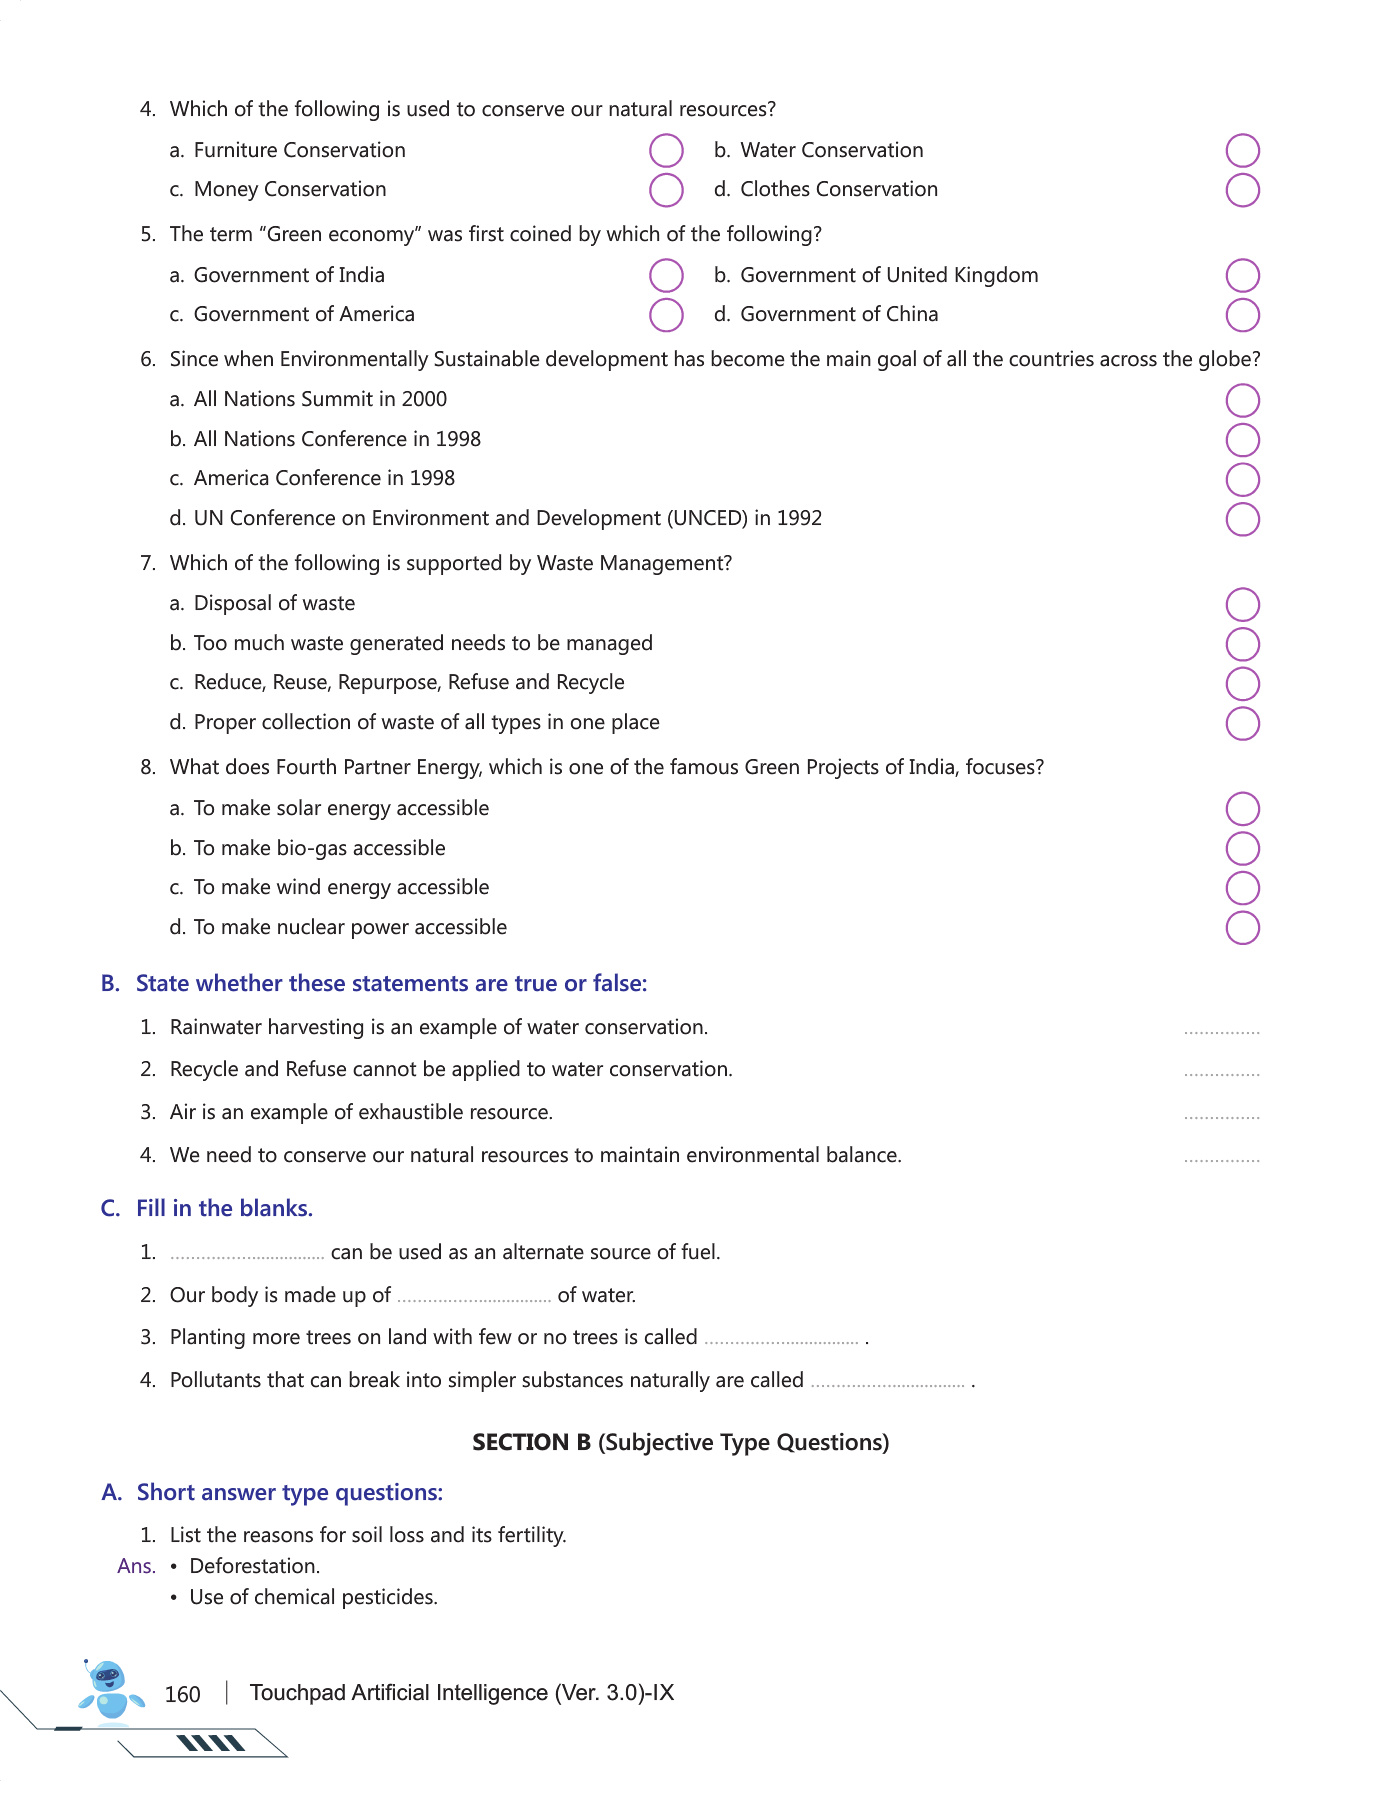 4. Which of the following is used to conserve our natural resources?
a. Furniture Conservation b. Water Conservation
c. Money Conservation d. Clothes Conservation
5. The term “Green economy” was first coined by which of the following?
a. Government of India b. Government of United Kingdom
c. Government of America d. Government of China
6. Since when Environmentally Sustainable development has become the main goal of all the countries across the globe?
a. All Nations Summit in 2000
b. All Nations Conference in 1998
c. America Conference in 1998
d. UN Conference on Environment and Development (UNCED) in 1992
7. Which of the following is supported by Waste Management?
a. Disposal of waste
b. Too much waste generated needs to be managed
c. Reduce, Reuse, Repurpose, Refuse and Recycle
d. Proper collection of waste of all types in one place
8. What does Fourth Partner Energy, which is one of the famous Green Projects of India, focuses?
a. To make solar energy accessible
b. To make bio-gas accessible
c. To make wind energy accessible
d. To make nuclear power accessible
B. State whether these statements are true or false:
1. Rainwater harvesting is an example of water conservation. ...............
2. Recycle and Refuse cannot be applied to water conservation. ...............
3. Air is an example of exhaustible resource. ...............
4. We need to conserve our natural resources to maintain environmental balance. ...............
C. Fill in the blanks.
1. ............................... can be used as an alternate source of fuel.
2. Our body is made up of ............................... of water.
3. Planting more trees on land with few or no trees is called ............................... .
4. Pollutants that can break into simpler substances naturally are called ............................... .
SECTION B (Subjective Type Questions)
A. Short answer type questions:
1. List the reasons for soil loss and its fertility.
Ans. • Deforestation.
• Use of chemical pesticides.
160 | Touchpad Artificial Intelligence (Ver. 3.0)-IX